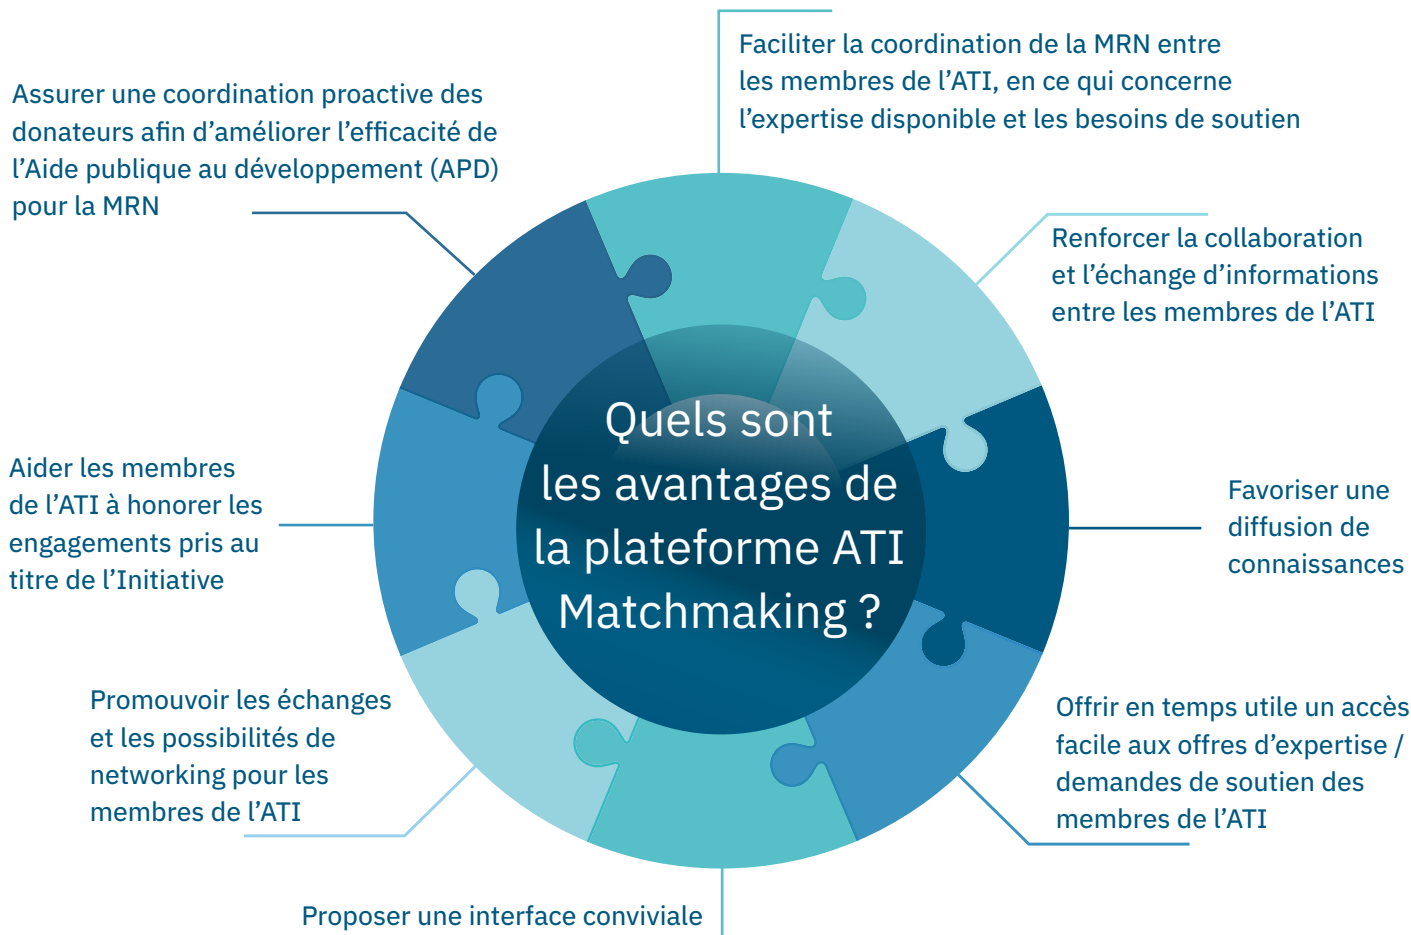 Faciliter la coordination de la MRN entre
les membres de l’ATI, en ce qui concerne
l’expertise disponible et les besoins de soutien
Assurer une coordination proactive des
donateurs afin d’améliorer l’efficacité de
l’Aide publique au développement (APD)
pour la MRN
Renforcer la collaboration
et l’échange d’informations
entre les membres de l’ATI
Quels sont
les avantages de
la plateforme ATI
Matchmaking ?
Aider les membres
de l’ATI à honorer les
engagements pris au
titre de l’Initiative
Favoriser une
diffusion de
connaissances
Promouvoir les échanges
et les possibilités de
networking pour les
membres de l’ATI
Offrir en temps utile un accès
facile aux offres d’expertise /
demandes de soutien des
membres de l’ATI
Proposer une interface conviviale